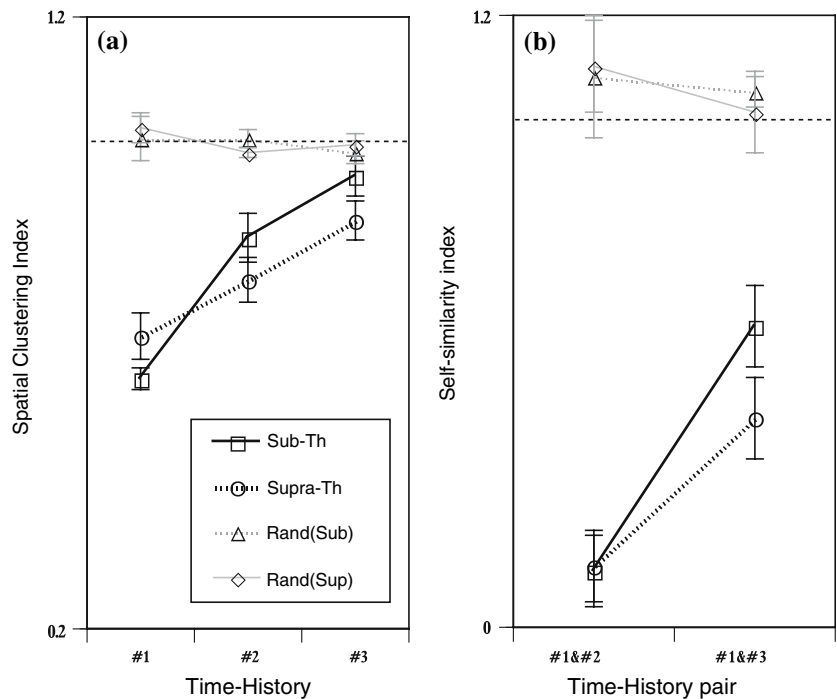 1.2
(a)
Spatial Clustering Index
Sub-Th
Supra-Th
Rand(Sub)
Rand(Sup)
0.2
#1 #2 #3
Time-History
1.2
(b)
Self-similarity index
0
#1&#2 #1&#3
Time-History pair